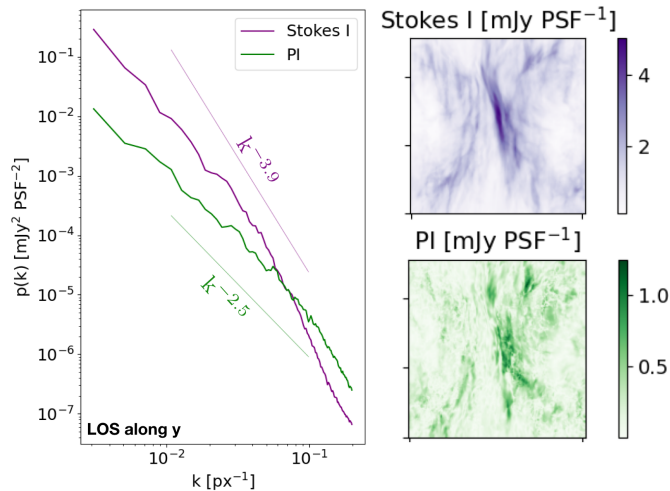 Stokes I
PI
10⁻¹
10⁻²
10⁻³
10⁻⁴
10⁻⁵
10⁻⁶
10⁻⁷
p(k) [mJy² PSF⁻²]
k⁻³·⁹
k⁻²·⁵
LOS along y
10⁻²
10⁻¹
k [px⁻¹]
Stokes I [mJy PSF⁻¹]
4
2
PI [mJy PSF⁻¹]
1.0
0.5